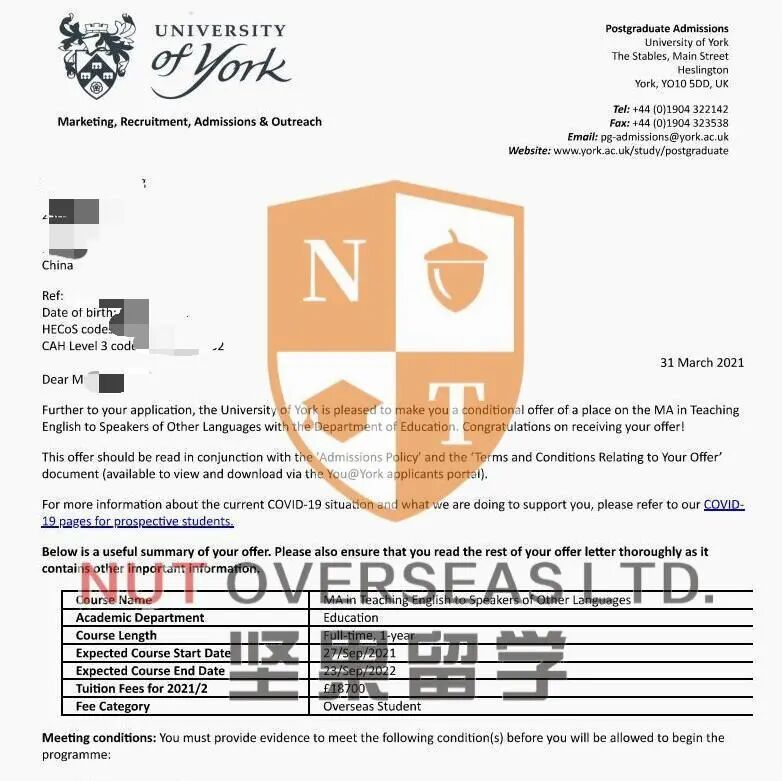 UNIVERSITY
of York
Marketing, Recruitment, Admissions & Outreach
Postgraduate Admissions
University of York
The Stables, Main Street
Heslington
York, YO10 5DD, UK
Tel: +44 (0)1904 322142
Fax: +44 (0)1904 323538
Email: pg-admissions@york.ac.uk
Website: www.york.ac.uk/study/postgraduate
China
Ref:
Date of birth:
HECoS codes
CAH Level 3 code
31 March 2021
Dear M
Further to your application, the University of York is pleased to make you a conditional offer of a place on the MA in Teaching
English to Speakers of Other Languages with the Department of Education. Congratulations on receiving your offer!
This offer should be read in conjunction with the 'Admissions Policy' and the 'Terms and Conditions Relating to Your Offer'
document (available to view and download via the You@York applicants portal).
For more information about the current COVID-19 situation and what we are doing to support you, please refer to our COVID-
19 pages for prospective students.
Below is a useful summary of your offer. Please also ensure that you read the rest of your offer letter thoroughly as it
contains other important information.
Course Name MA in Teaching English to Speakers of Other Languages
Academic Department Education
Course Length Full-time, 1-year
Expected Course Start Date 27/Sep/2021
Expected Course End Date 23/Sep/2022
Tuition Fees for 2021/2 £18700
Fee Category Overseas Student
Meeting conditions: You must provide evidence to meet the following condition(s) before you will be allowed to begin the
programme:
N
T
NUT OVERSEAS LTD.
坚果留学